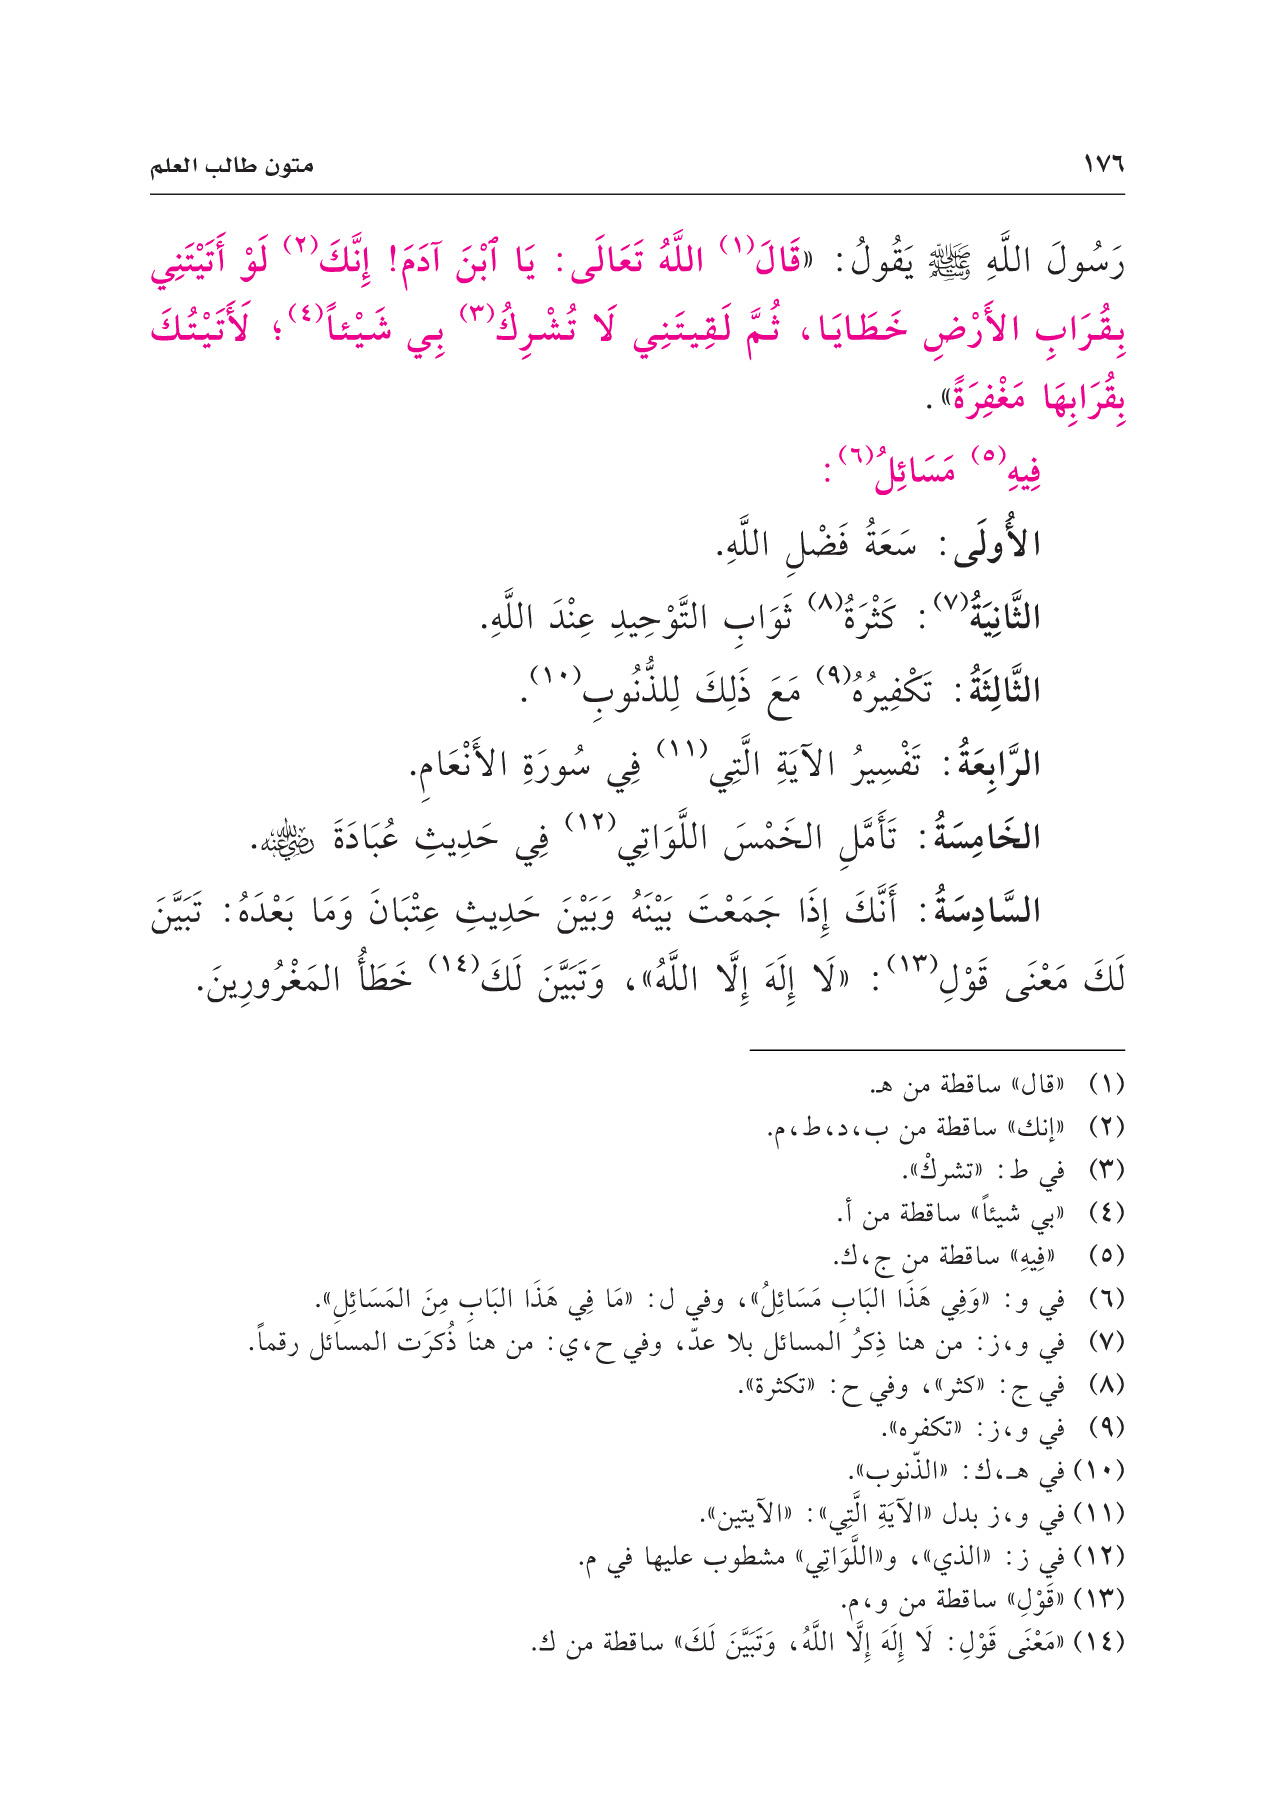 ١٧٦ متون طالب العلم
رَسُولَ اللَّهِ ﷺ يَقُولُ: «قَالَ(١) اللَّهُ تَعَالَى: يَا ٱبْنَ آدَمَ! إِنَّكَ(٢) لَوْ أَتَيْتَنِي
بِقُرَابِ الأَرْضِ خَطَايَا، ثُمَّ لَقِيتَنِي لَا تُشْرِكُ(٣) بِي شَيْئاً(٤)؛ لَأَتَيْتُكَ
بِقُرَابِهَا مَغْفِرَةً».
فِيهِ(٥) مَسَائِلُ(٦):
الأُولَى: سَعَةُ فَضْلِ اللَّهِ.
الثَّانِيَةُ(٧): كَثْرَةُ(٨) ثَوَابِ التَّوْحِيدِ عِنْدَ اللَّهِ.
الثَّالِثَةُ: تَكْفِيرُهُ(٩) مَعَ ذَلِكَ لِلذُّنُوبِ(١٠).
الرَّابِعَةُ: تَفْسِيرُ الآيَةِ الَّتِي(١١) فِي سُورَةِ الأَنْعَامِ.
الخَامِسَةُ: تَأَمَّلِ الخَمْسَ اللَّوَاتِي(١٢) فِي حَدِيثِ عُبَادَةَ رضي الله عنه.
السَّادِسَةُ: أَنَّكَ إِذَا جَمَعْتَ بَيْنَهُ وَبَيْنَ حَدِيثِ عِتْبَانَ وَمَا بَعْدَهُ: تَبَيَّنَ
لَكَ مَعْنَى قَوْلِ(١٣): «لَا إِلَهَ إِلَّا اللَّهُ»، وَتَبَيَّنَ لَكَ(١٤) خَطَأُ المَغْرُورِينَ.
(١) «قال» ساقطة من هـ.
(٢) «إنك» ساقطة من ب،د،ط،م.
(٣) في ط: «تشركْ».
(٤) «بي شيئاً» ساقطة من أ.
(٥) «فِيهِ» ساقطة من ج،ك.
(٦) في و: «وَفِي هَذَا البَابِ مَسَائِلُ»، وفي ل: «مَا فِي هَذَا البَابِ مِنَ المَسَائِلِ».
(٧) في و،ز: من هنا ذِكرُ المسائل بلا عدّ، وفي ح،ي: من هنا ذُكرَت المسائل رقماً.
(٨) في ج: «كثر»، وفي ح: «تكثرة».
(٩) في و،ز: «تكفره».
(١٠) في هـ،ك: «الذّنوب».
(١١) في و،ز بدل «الآيَةِ الَّتِي»: «الآيتين».
(١٢) في ز: «الذي»، و«اللَّوَاتِي» مشطوب عليها في م.
(١٣) «قَوْلِ» ساقطة من و،م.
(١٤) «مَعْنَى قَوْلِ: لَا إِلَهَ إِلَّا اللَّهُ، وَتَبَيَّنَ لَكَ» ساقطة من ك.